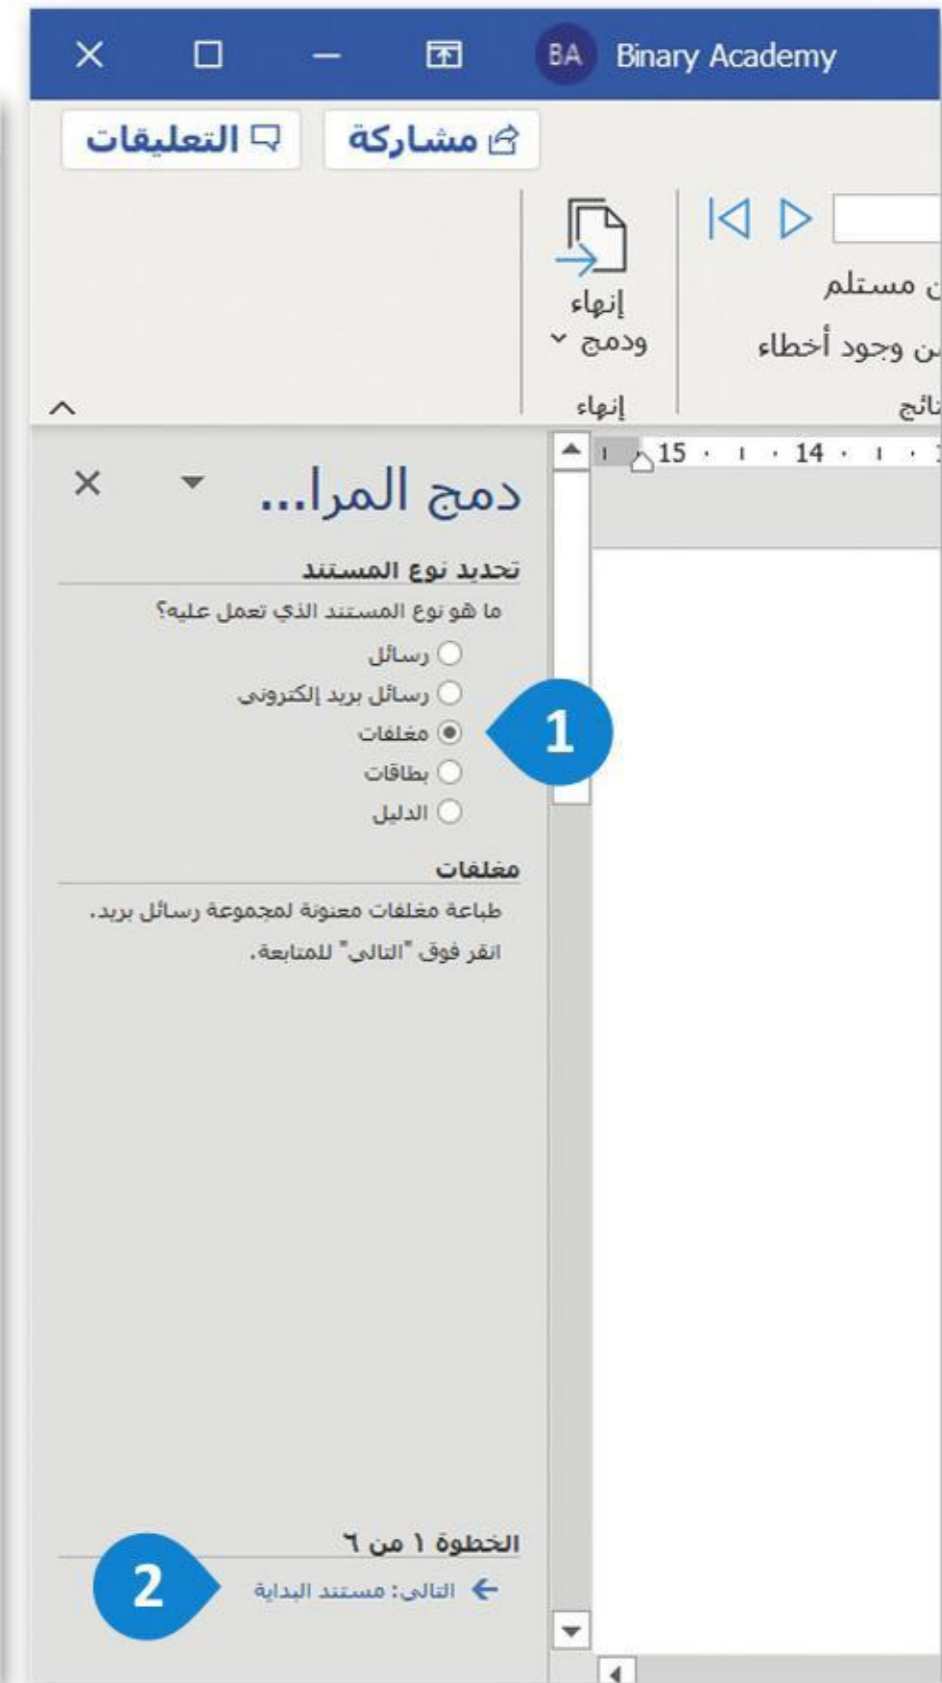 Binary Academy BA
مشاركة
التعليقات
ن مستلم
من وجود أخطاء
تائج
إنهاء
ودمج
إنهاء
15 14
دمج المرا...
تحديد نوع المستند
ما هو نوع المستند الذي تعمل عليه؟
رسائل
رسائل بريد إلكتروني
مغلفات
بطاقات
الدليل
1
مغلفات
طباعة مغلفات معنونة لمجموعة رسائل بريد.
انقر فوق "التالي" للمتابعة.
الخطوة ١ من ٦
التالي: مستند البداية
2